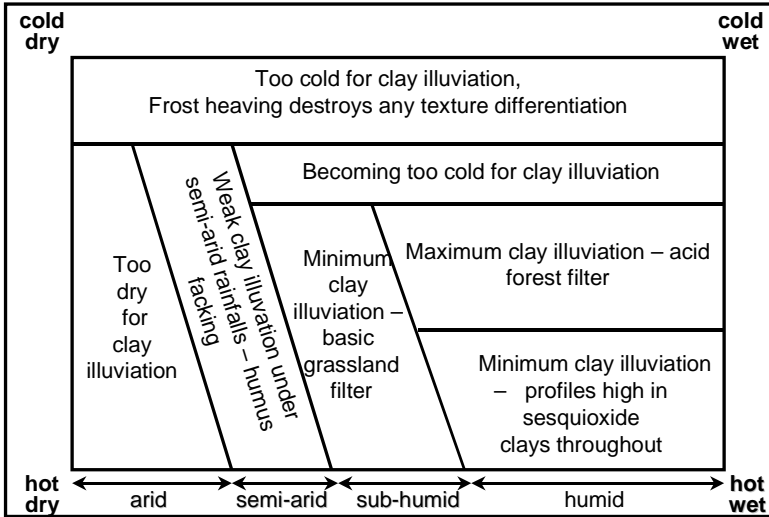 cold
dry
cold
wet
Too cold for clay illuviation,
Frost heaving destroys any texture differentiation
Becoming too cold for clay illuviation
Too
dry
for
clay
illuviation
Weak clay illuvation under
semi-arid rainfalls – humus
facking
Minimum
clay
illuviation –
basic
grassland
filter
Maximum clay illuviation – acid
forest filter
Minimum clay illuviation
– profiles high in
sesquioxide
clays throughout
hot
dry
arid
semi-arid
sub-humid
humid
hot
wet